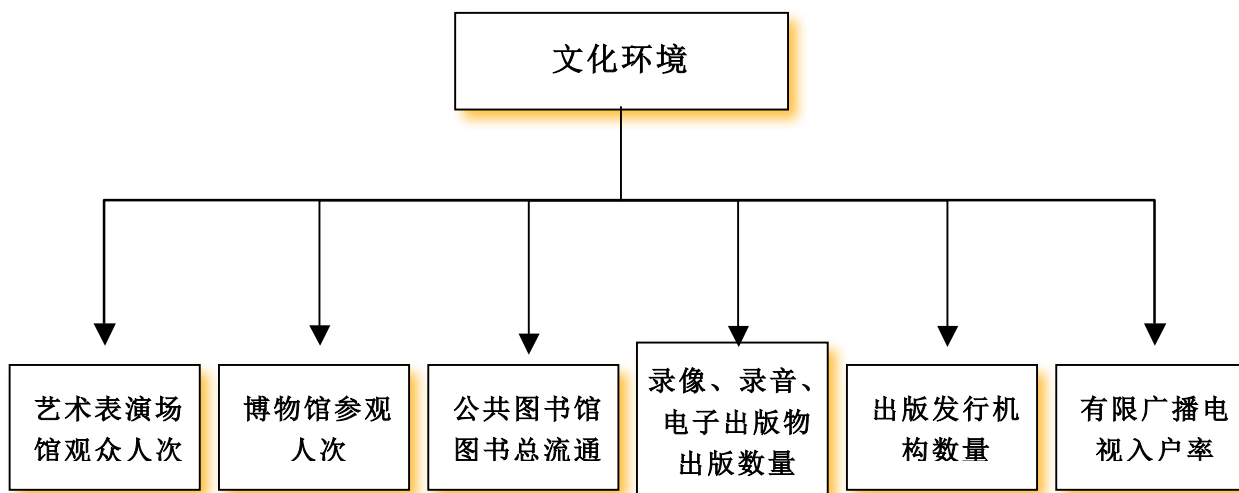 文化环境
艺术表演场
馆观众人次
博物馆参观
人次
公共图书馆
图书总流通
录像、录音、
电子出版物
出版数量
出版发行机
构数量
有限广播电
视入户率